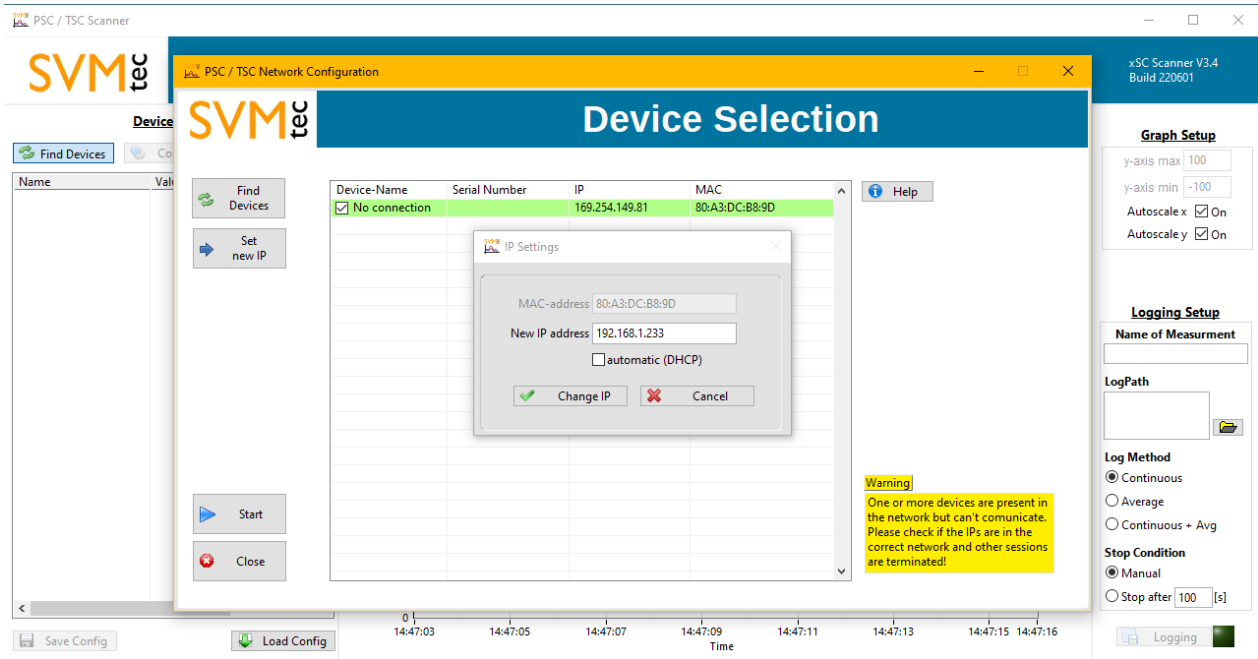 PSC / TSC Scanner
SVM tec
xSC Scanner V3.4
Build 220601
Device
Find Devices
Co
Name Valu
PSC / TSC Network Configuration
SVM tec
Device Selection
Find
Devices
Set
new IP
Device-Name Serial Number IP MAC
No connection 169.254.149.81 80:A3:DC:B8:9D
Help
IP Settings
MAC-address 80:A3:DC:B8:9D
New IP address 192.168.1.233
automatic (DHCP)
Change IP Cancel
Warning
One or more devices are present in
the network but can't comunicate.
Please check if the IPs are in the
correct network and other sessions
are terminated!
Start
Close
Graph Setup
y-axis max 100
y-axis min -100
Autoscale x On
Autoscale y On
Logging Setup
Name of Measurment
LogPath
Log Method
Continuous
Average
Continuous + Avg
Stop Condition
Manual
Stop after 100 [s]
0
14:47:03 14:47:05 14:47:07 14:47:09 14:47:11 14:47:13 14:47:15 14:47:16
Time
Save Config Load Config
Logging